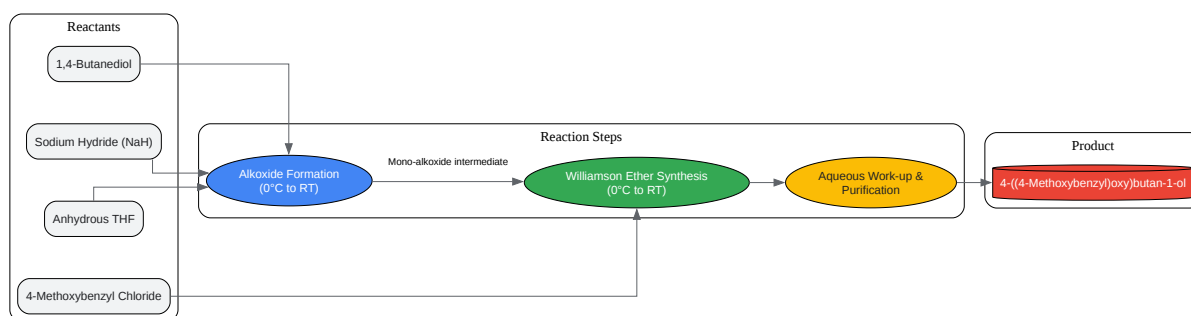 Reactants
1,4-Butanediol
Sodium Hydride (NaH)
Anhydrous THF
4-Methoxybenzyl Chloride
Reaction Steps
Alkoxide Formation
(0°C to RT)
Mono-alkoxide intermediate
Williamson Ether Synthesis
(0°C to RT)
Aqueous Work-up &
Purification
Product
4-((4-Methoxybenzyl)oxy)butan-1-ol